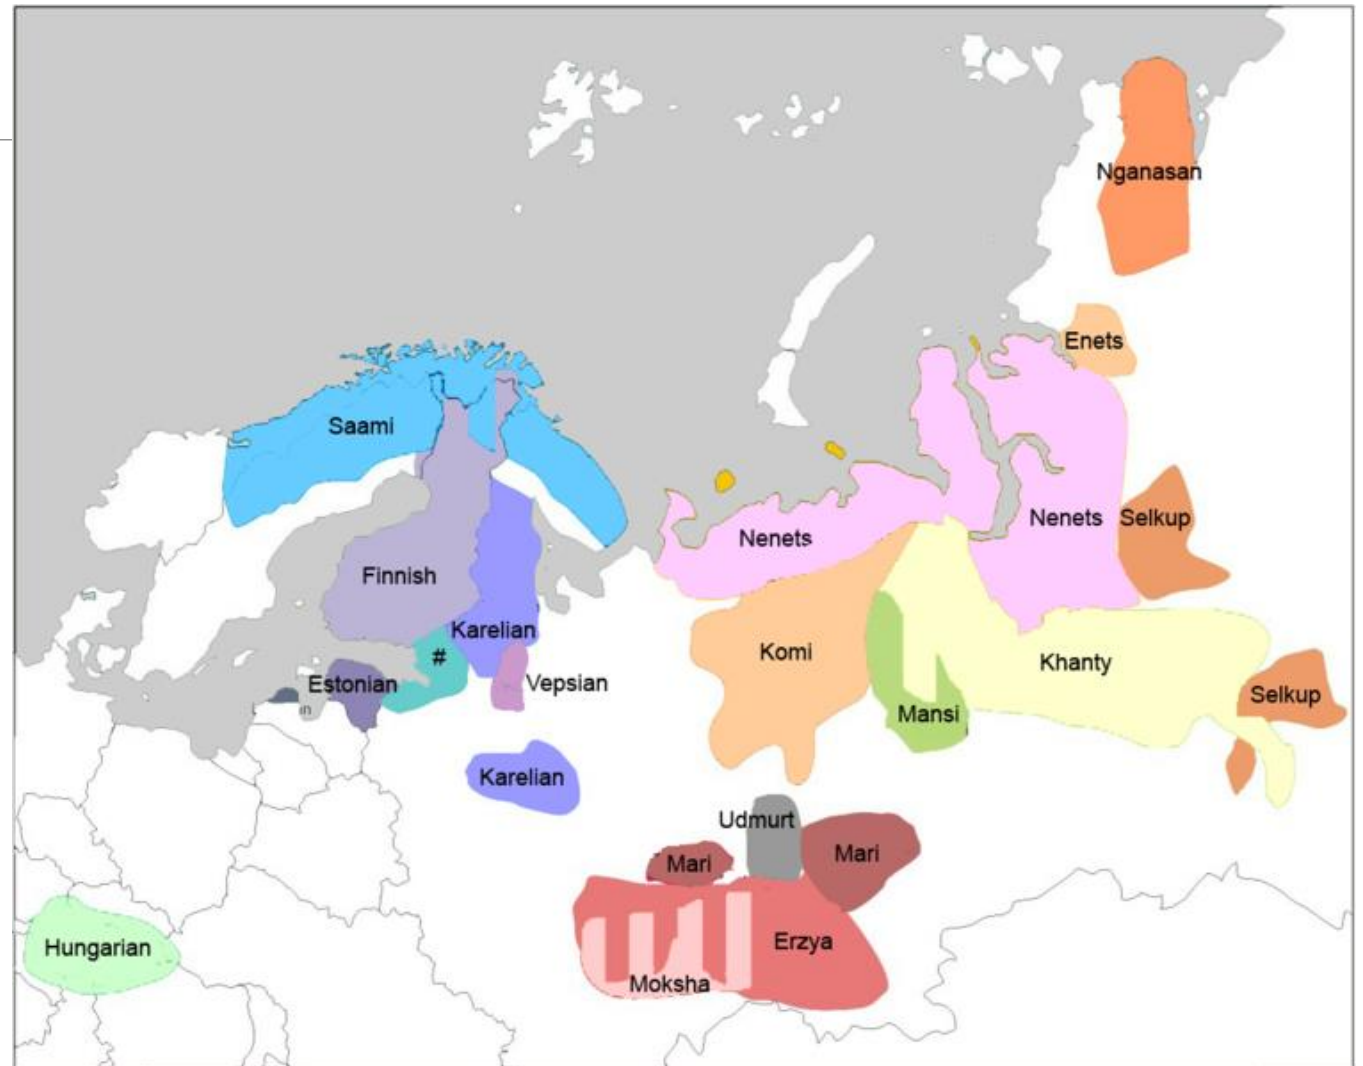 Nganasan
Enets
Saami
Nenets
Selkup
Nenets
Finnish
Karelian
#
Komi
Khanty
Estonian
Vepsian
Selkup
Mansi
Karelian
Udmurt
Mari
Mari
Hungarian
Erzya
Moksha